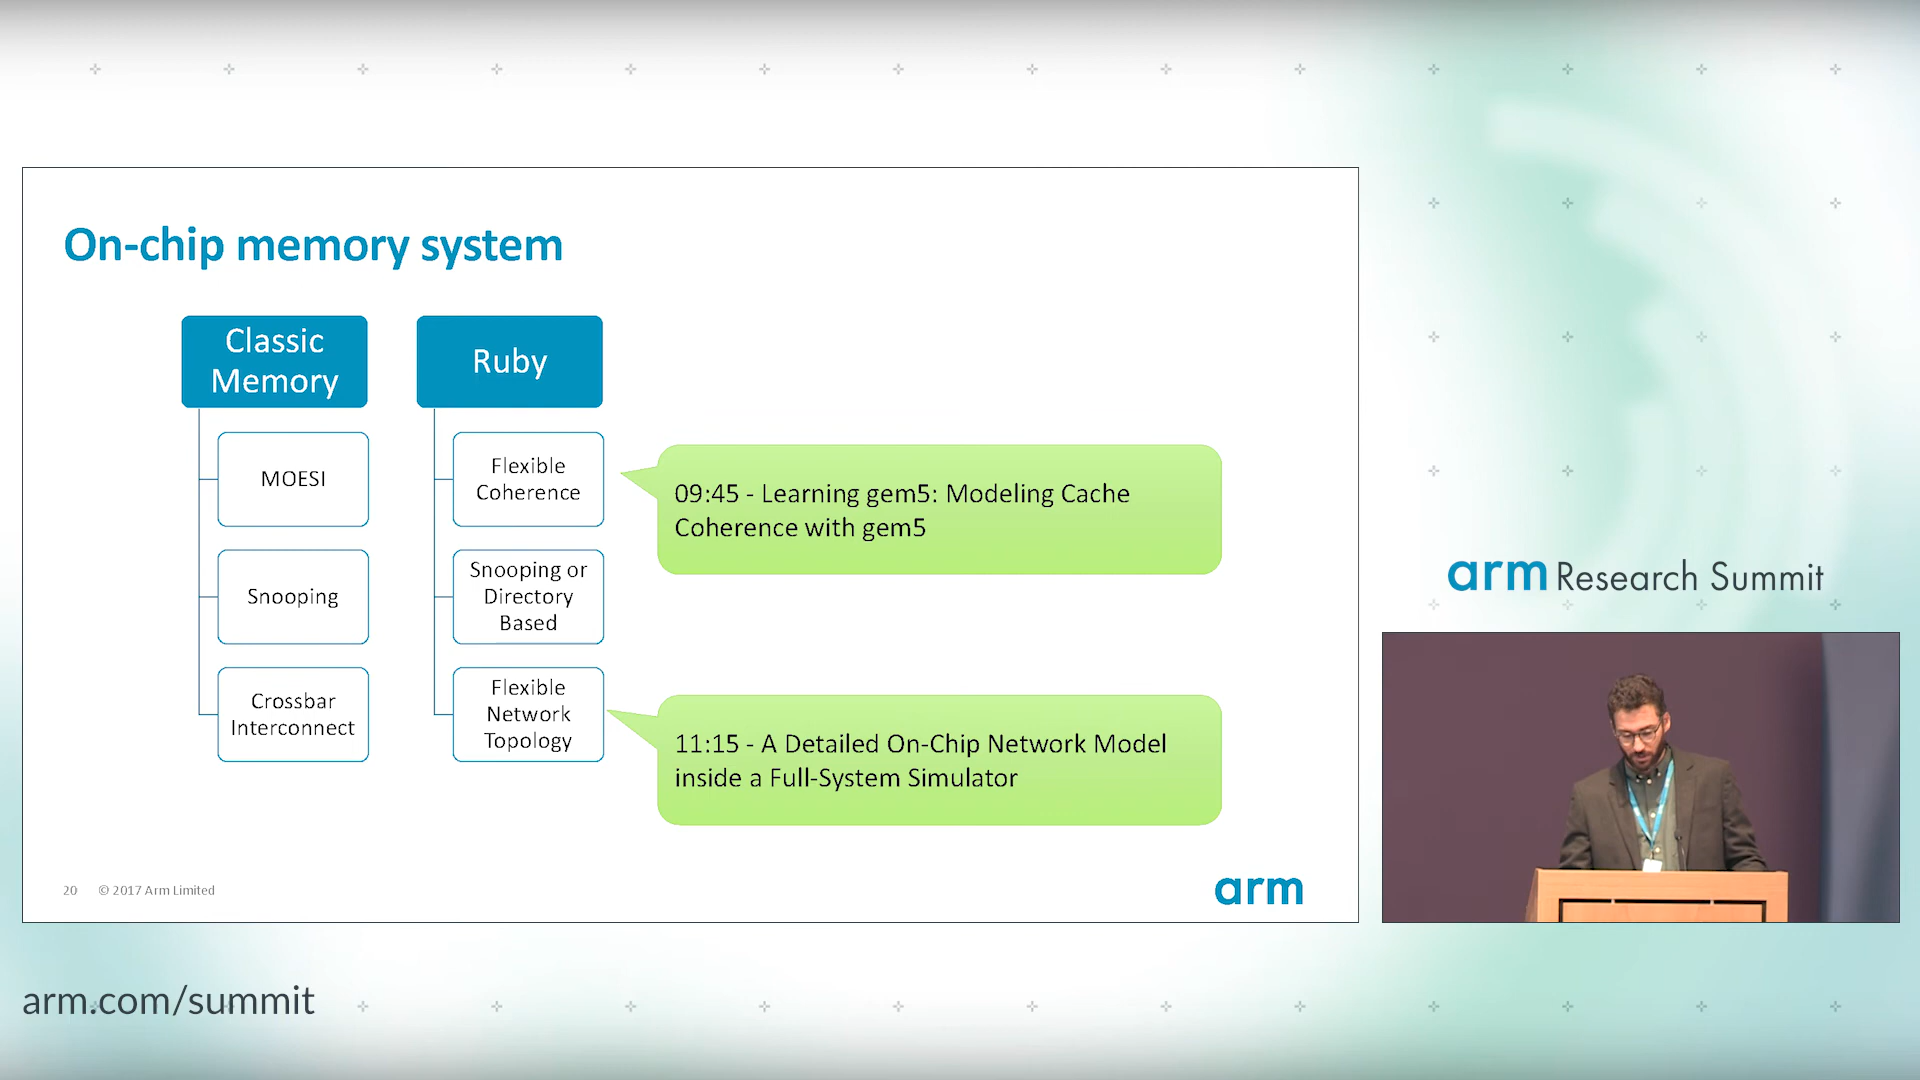 On-chip memory system
Classic
Memory
MOESI
Snooping
Crossbar
Interconnect
Ruby
Flexible
Coherence
Snooping or
Directory
Based
Flexible
Network
Topology
09:45 - Learning gem5: Modeling Cache
Coherence with gem5
11:15 - A Detailed On-Chip Network Model
inside a Full-System Simulator
20 © 2017 Arm Limited
arm
arm Research Summit
arm.com/summit